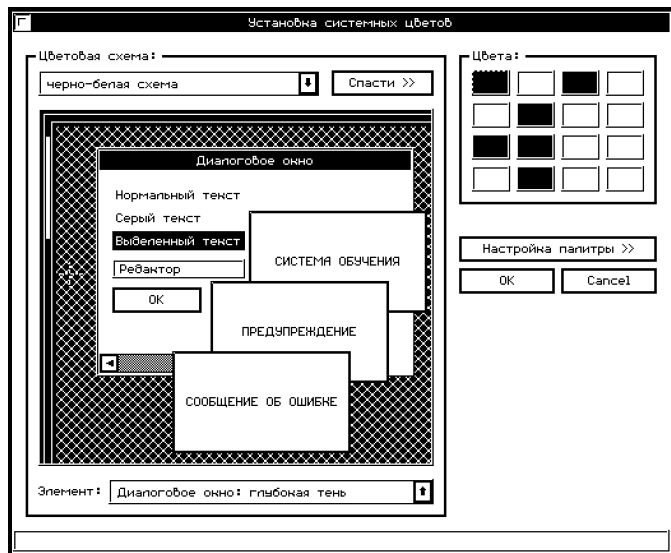 Установка системных цветов
Цветовая схема:
черно-белая схема
Спасти >>
Цвета:
Диалоговое окно
Нормальный текст
Серый текст
Выделенный текст
Редактор
СИСТЕМА ОБУЧЕНИЯ
OK
ПРЕДУПРЕЖДЕНИЕ
СООБЩЕНИЕ ОБ ОШИБКЕ
Настройка палитры >>
OK
Cancel
Элемент:
Диалоговое окно: глубокая тень